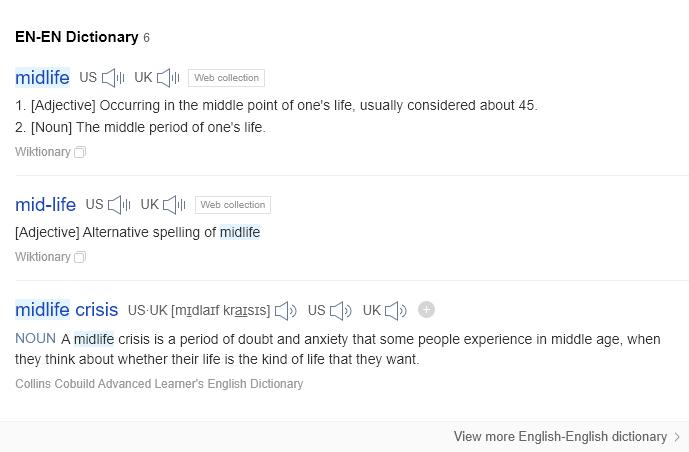 EN-EN Dictionary 6
midlife US UK Web collection
1. [Adjective] Occurring in the middle point of one's life, usually considered about 45.
2. [Noun] The middle period of one's life.
Wiktionary
mid-life US UK Web collection
[Adjective] Alternative spelling of midlife
Wiktionary
midlife crisis US·UK [mɪdlaɪf kraɪsɪs] US UK +
NOUN A midlife crisis is a period of doubt and anxiety that some people experience in middle age, when
they think about whether their life is the kind of life that they want.
Collins Cobuild Advanced Learner's English Dictionary
View more English-English dictionary >